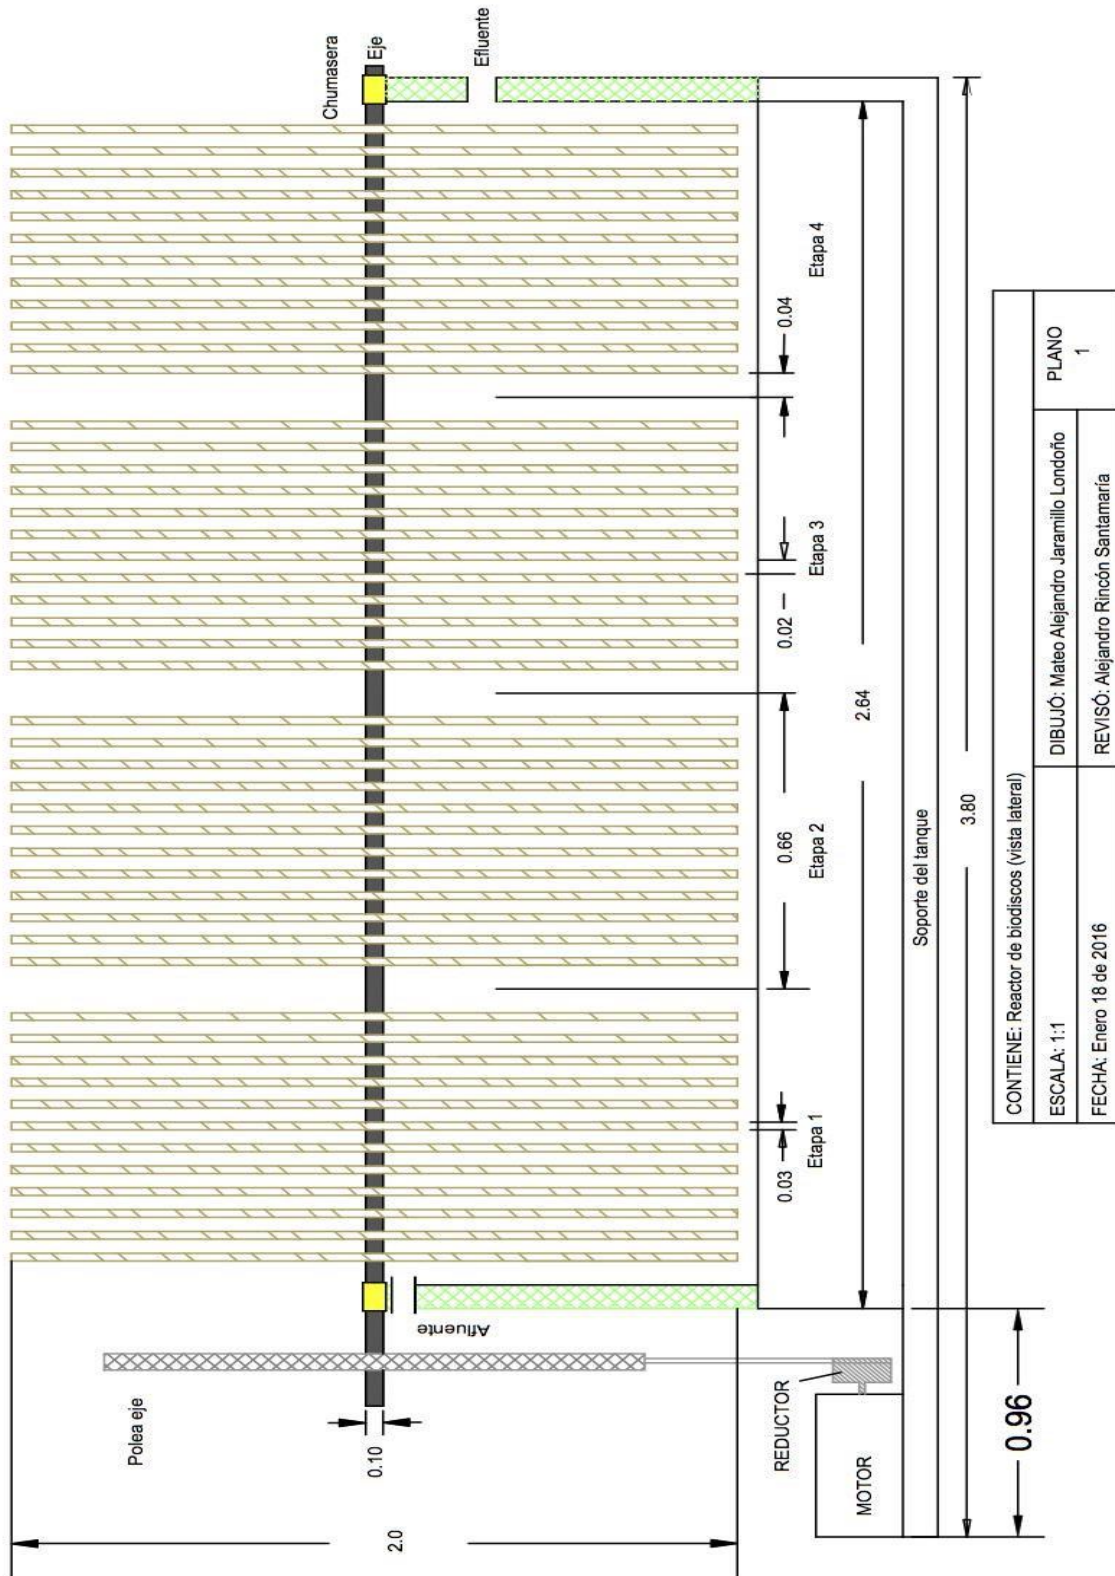 Chumasera
Eje
Efluente
Afluente
Polea eje
0.10
2.0
Etapa 1
Etapa 2
Etapa 3
Etapa 4
0.03
0.66
0.02
0.04
2.64
REDUCTOR
MOTOR
Soporte del tanque
0.96
3.80
CONTIENE: Reactor de biodiscos (vista lateral)
ESCALA: 1:1
DIBUJÓ: Mateo Alejandro Jaramillo Londoño
PLANO
1
FECHA: Enero 18 de 2016
REVISÓ: Alejandro Rincón Santamaría